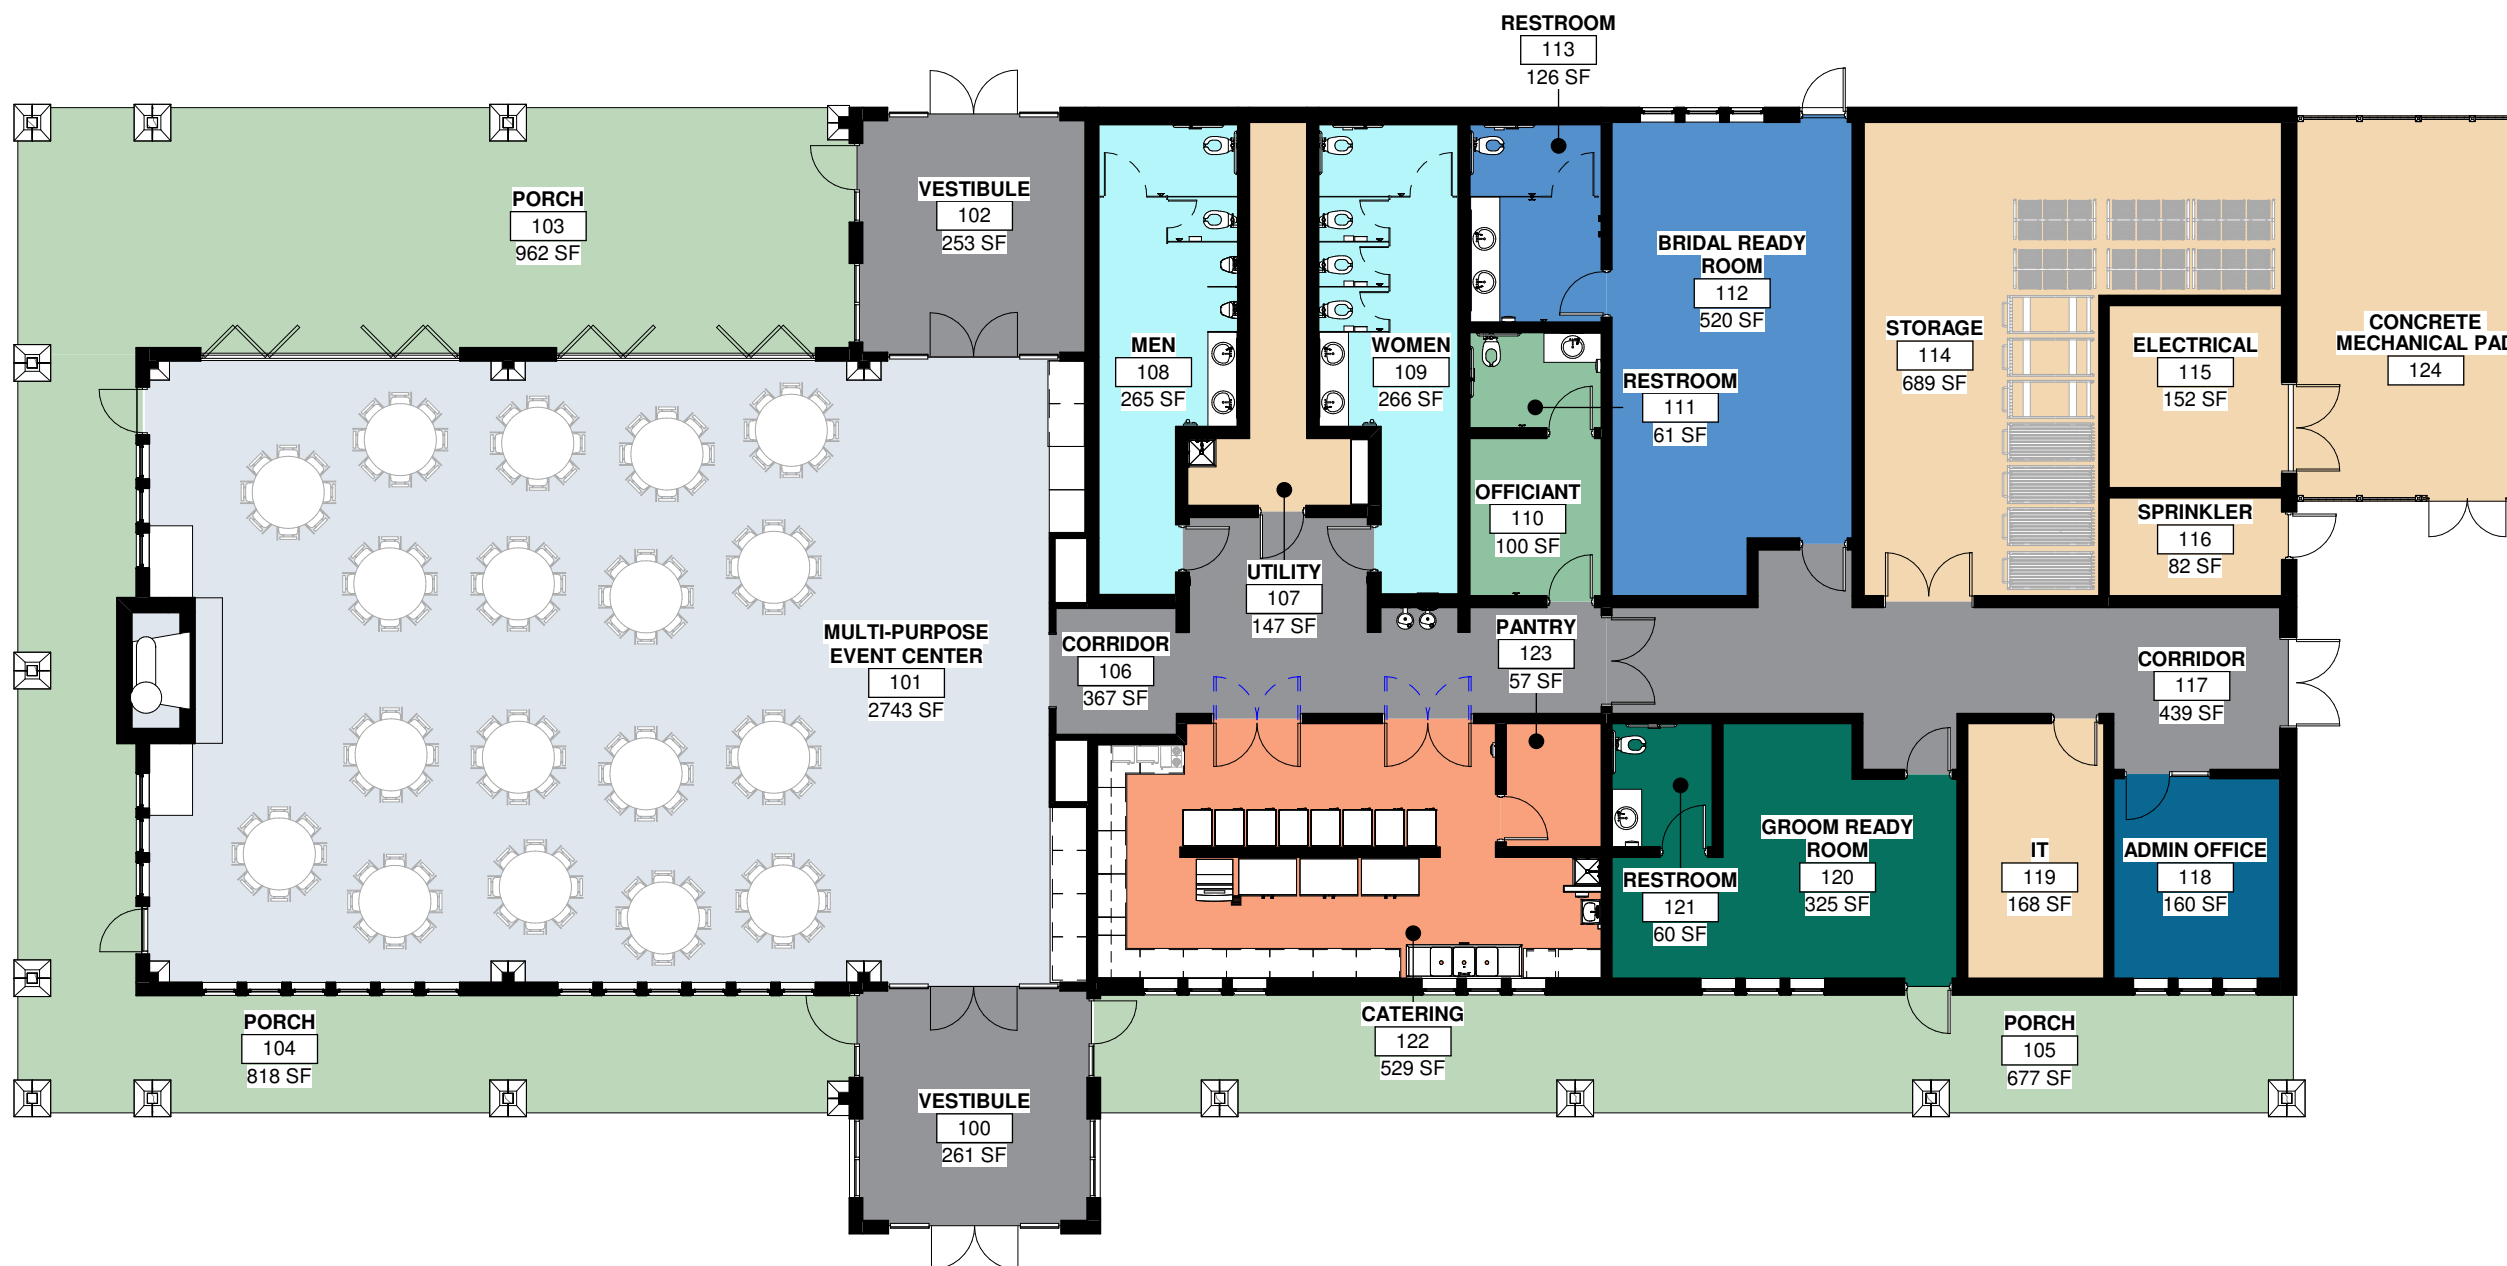 RESTROOM
113
126 SF
PORCH
103
962 SF
VESTIBULE
102
253 SF
BRIDAL READY
ROOM
112
520 SF
MEN
108
265 SF
WOMEN
109
266 SF
RESTROOM
111
61 SF
STORAGE
114
689 SF
ELECTRICAL
115
152 SF
CONCRETE
MECHANICAL PAD
124
OFFICIANT
110
100 SF
SPRINKLER
116
82 SF
UTILITY
107
147 SF
MULTI-PURPOSE
EVENT CENTER
101
2743 SF
CORRIDOR
106
367 SF
PANTRY
123
57 SF
CORRIDOR
117
439 SF
RESTROOM
121
60 SF
GROOM READY
ROOM
120
325 SF
IT
119
168 SF
ADMIN OFFICE
118
160 SF
PORCH
104
818 SF
CATERING
122
529 SF
PORCH
105
677 SF
VESTIBULE
100
261 SF